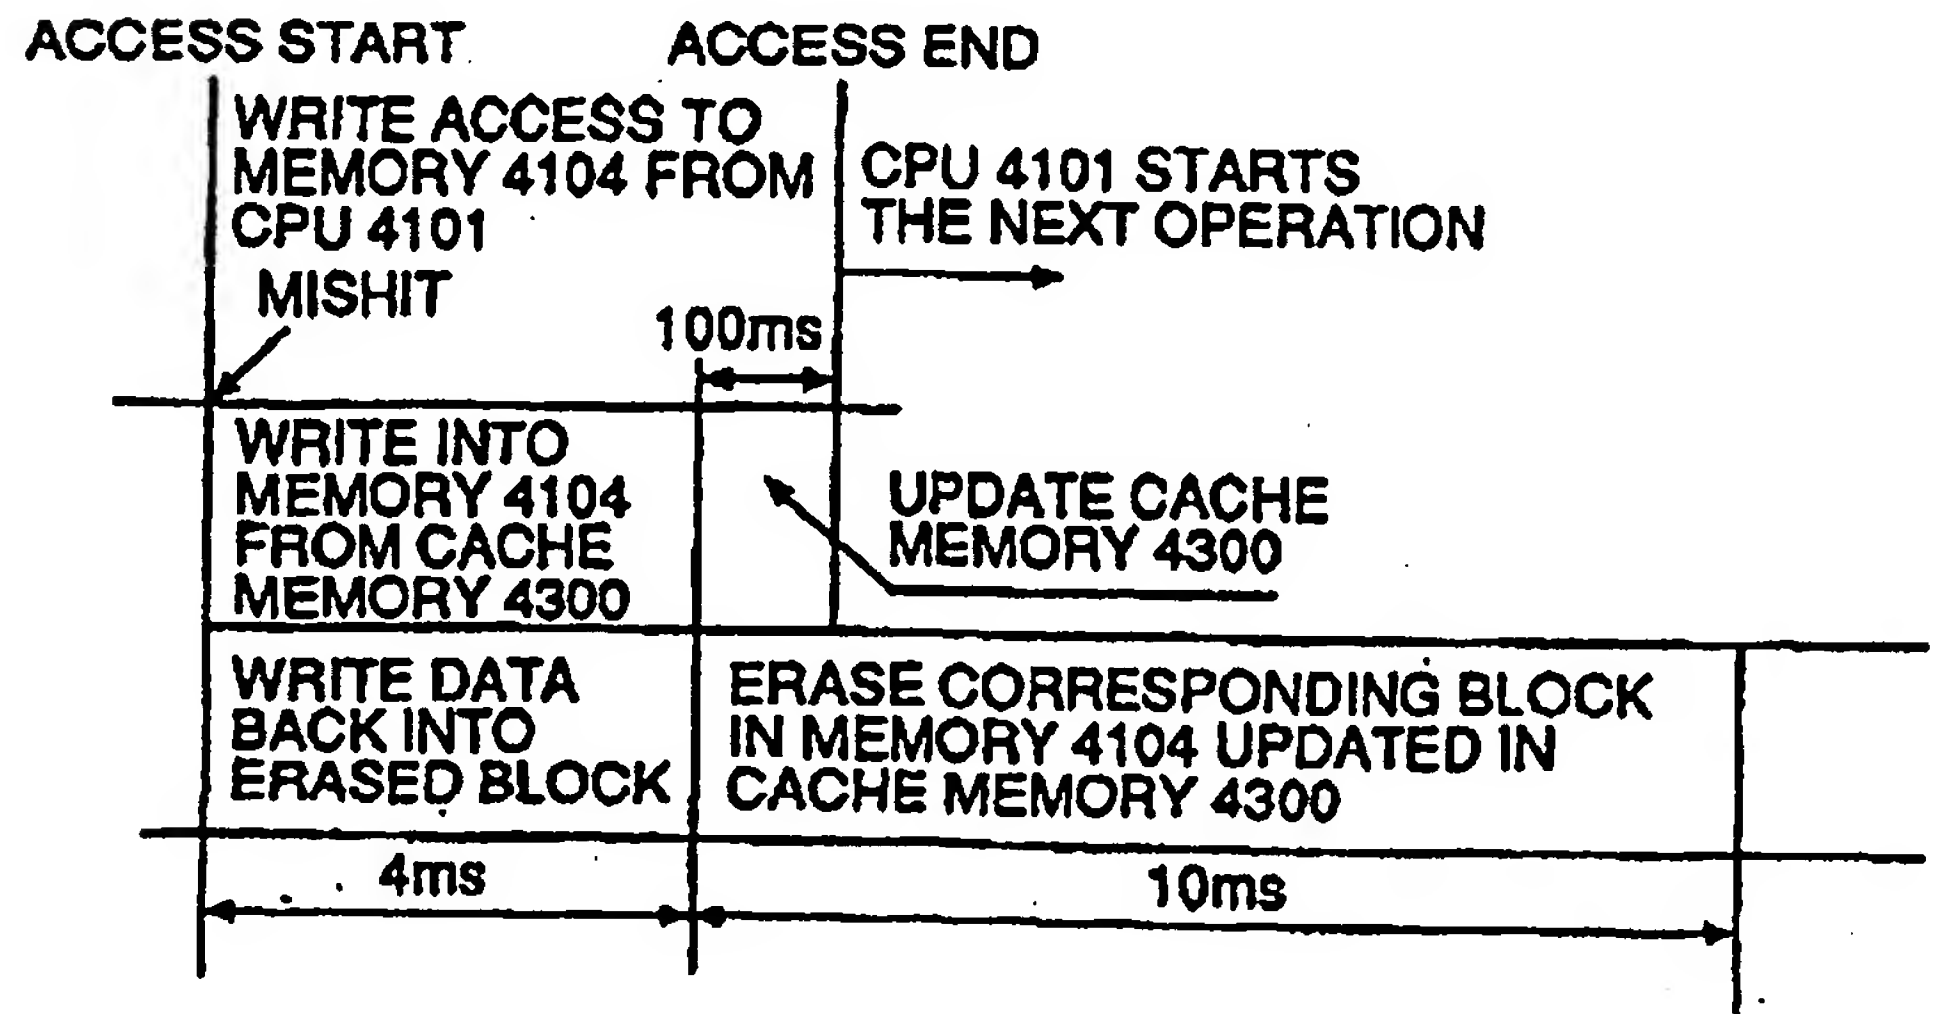 ACCESS START
ACCESS END
WRITE ACCESS TO
MEMORY 4104 FROM
CPU 4101
CPU 4101 STARTS
THE NEXT OPERATION
MISHIT
100ms
WRITE INTO
MEMORY 4104
FROM CACHE
MEMORY 4300
UPDATE CACHE
MEMORY 4300
WRITE DATA
BACK INTO
ERASED BLOCK
ERASE CORRESPONDING BLOCK
IN MEMORY 4104 UPDATED IN
CACHE MEMORY 4300
4ms
10ms